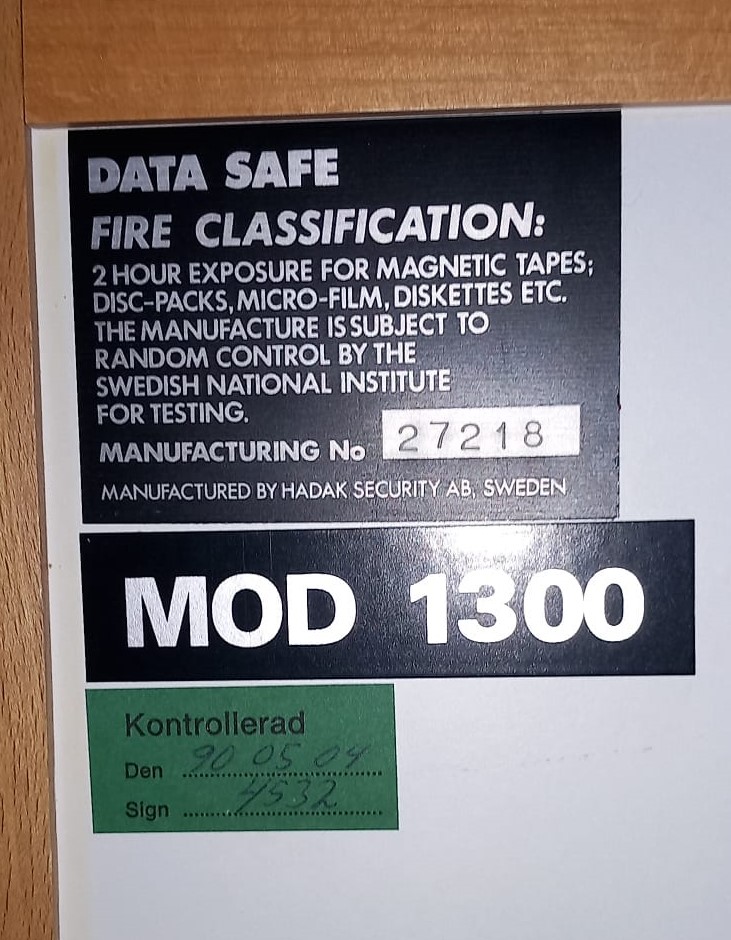 DATA SAFE
FIRE CLASSIFICATION:
2 HOUR EXPOSURE FOR MAGNETIC TAPES;
DISC-PACKS, MICRO-FILM, DISKETTES ETC.
THE MANUFACTURE IS SUBJECT TO
RANDOM CONTROL BY THE
SWEDISH NATIONAL INSTITUTE
FOR TESTING.
MANUFACTURING No 27218
MANUFACTURED BY HADAK SECURITY AB, SWEDEN
MOD 1300
Kontrollerad
Den 90 05 04
Sign 4532